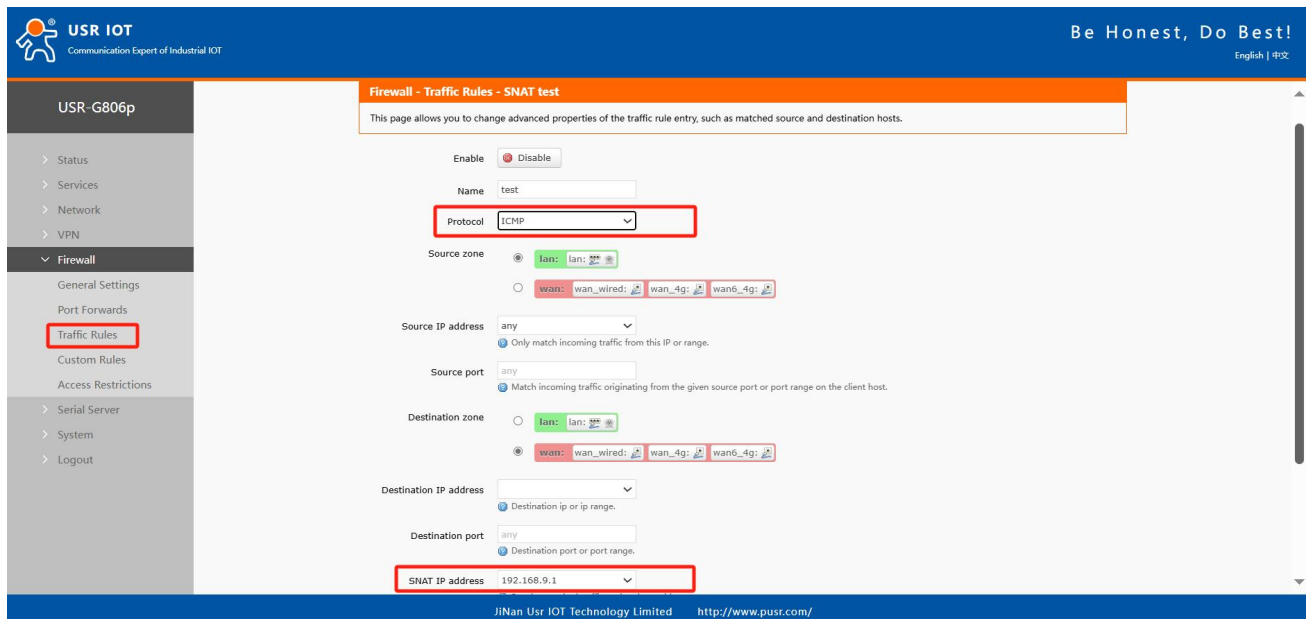 USR IOT
Communication Expert of Industrial IOT
Be Honest, Do Best!
English | 中文
USR-G806p
Status
Services
Network
VPN
Firewall
General Settings
Port Forwards
Traffic Rules
Custom Rules
Access Restrictions
Serial Server
System
Logout
Firewall - Traffic Rules - SNAT test
This page allows you to change advanced properties of the traffic rule entry, such as matched source and destination hosts.
Enable Disable
Name test
Protocol ICMP
Source zone lan: lan:
wan: wan_wired: wan_4g: wan6_4g:
Source IP address any
Only match incoming traffic from this IP or range.
Source port any
Match incoming traffic originating from the given source port or port range on the client host.
Destination zone lan: lan:
wan: wan_wired: wan_4g: wan6_4g:
Destination IP address
Destination ip or ip range.
Destination port any
Destination port or port range.
SNAT IP address 192.168.9.1
JiNan Usr IOT Technology Limited http://www.pusr.com/